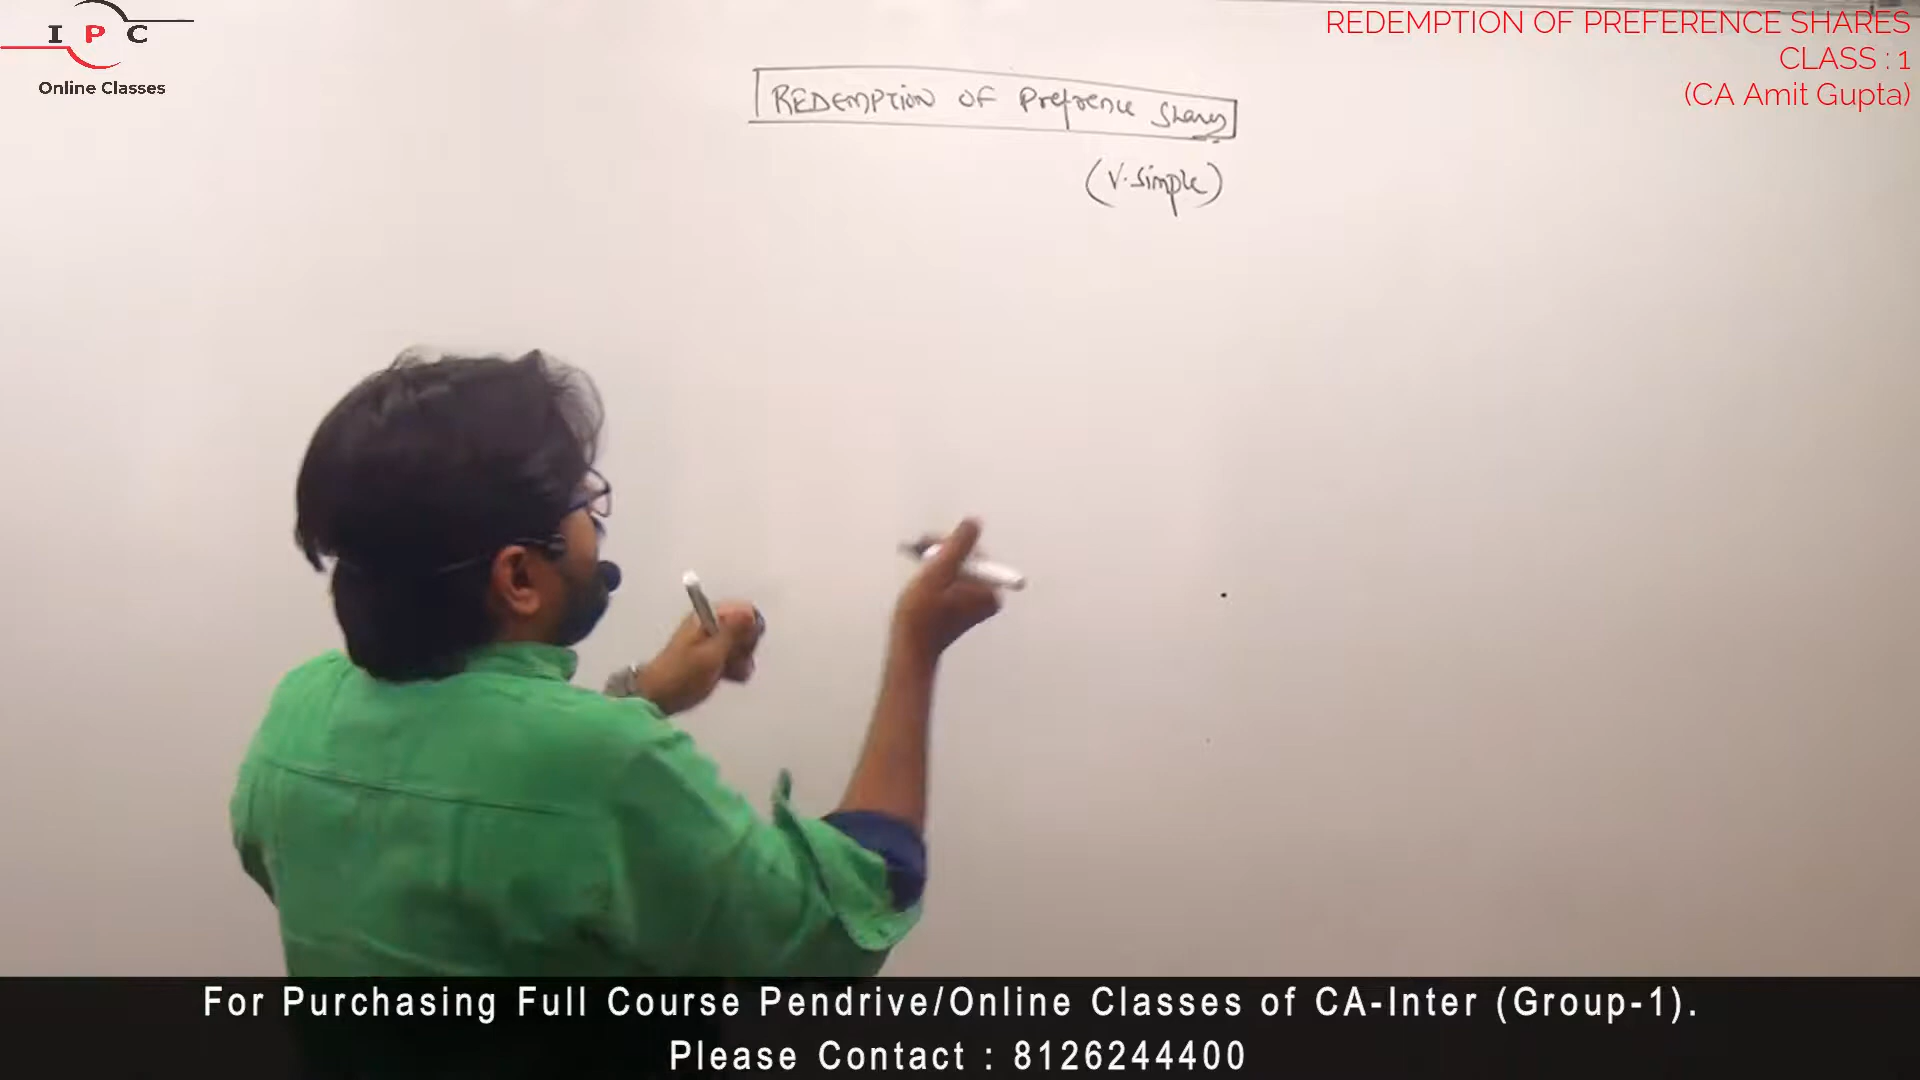 I P C
Online Classes
REDEMPTION OF PREFERENCE SHARES
CLASS : 1
(CA Amit Gupta)
REDEMPTION OF Prefrence Shares
(V. Simple)
For Purchasing Full Course Pendrive/Online Classes of CA-Inter (Group-1).
Please Contact : 8126244400